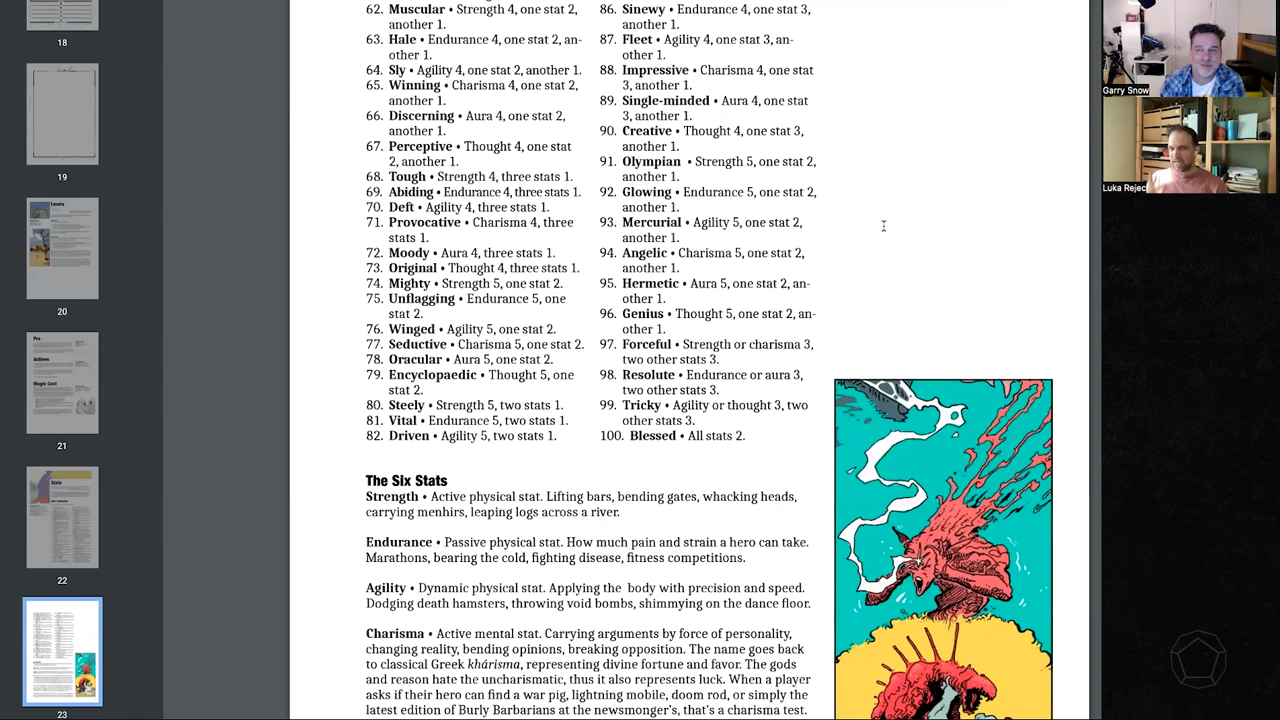 18
19
20
21
22
23
Levels
Stats
62. Muscular • Strength 4, one stat 2,
another 1.
63. Hale • Endurance 4, one stat 2, an-
other 1.
64. Sly • Agility 4, one stat 2, another 1.
65. Winning • Charisma 4, one stat 2,
another 1.
66. Discerning • Aura 4, one stat 2,
another 1.
67. Perceptive • Thought 4, one stat
2, another 1.
68. Tough • Strength 4, three stats 1.
69. Abiding • Endurance 4, three stats 1.
70. Deft • Agility 4, three stats 1.
71. Provocative • Charisma 4, three
stats 1.
72. Moody • Aura 4, three stats 1.
73. Original • Thought 4, three stats 1.
74. Mighty • Strength 5, one stat 2.
75. Unflagging • Endurance 5, one
stat 2.
76. Winged • Agility 5, one stat 2.
77. Seductive • Charisma 5, one stat 2.
78. Oracular • Aura 5, one stat 2.
79. Encyclopaedic • Thought 5, one
stat 2.
80. Steely • Strength 5, two stats 1.
81. Vital • Endurance 5, two stats 1.
82. Driven • Agility 5, two stats 1.
86. Sinewy • Endurance 4, one stat 3,
another 1.
87. Fleet • Agility 4, one stat 3, an-
other 1.
88. Impressive • Charisma 4, one stat
3, another 1.
89. Single-minded • Aura 4, one stat
3, another 1.
90. Creative • Thought 4, one stat 3,
another 1.
91. Olympian • Strength 5, one stat 2,
another 1.
92. Glowing • Endurance 5, one stat 2,
another 1.
93. Mercurial • Agility 5, one stat 2,
another 1.
94. Angelic • Charisma 5, one stat 2,
another 1.
95. Hermetic • Aura 5, one stat 2, an-
other 1.
96. Genius • Thought 5, one stat 2, an-
other 1.
97. Forceful • Strength or charisma 3,
two other stats 3.
98. Resolute • Endurance or aura 3,
two other stats 3.
99. Tricky • Agility or thought 3, two
other stats 3.
100. Blessed • All stats 2.
The Six Stats
Strength • Active physical stat. Lifting bars, bending gates, whacking heads,
carrying menhirs, leaping logs across a river.
Endurance • Passive physical stat. How much pain and strain a hero can take.
Marathons, bearing the cold, fighting disease, fitness competitions.
Agility • Dynamic physical stat. Applying the body with precision and speed.
Dodging death hamsters, throwing void bombs, shimmying on the dance floor.
Charisma • Active mental stat. Carrying arguments by force of personality,
changing reality, bending opinions, breaking opposition. The name goes back
to classical Greek khárisma, representing divine fortune and favor. The gods
and reason hate the uncharismatic, thus it also represents luck. When a player
asks if their hero can find a war pig, lightning mobile, doom rod, or simply the
latest edition of Burly Barbarians at the newsmonger's, that's a charisma test.
Garry Snow
Luka Rejec